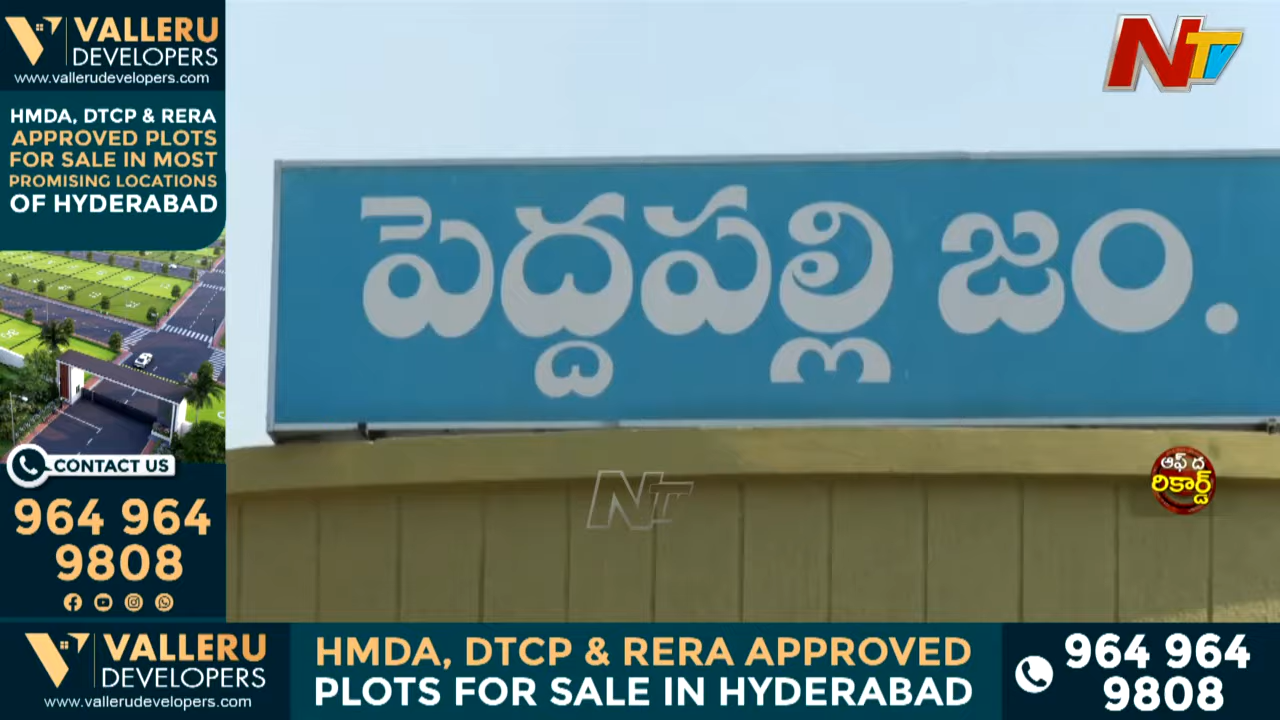 VALLERU
DEVELOPERS
www.vallerudevelopers.com
HMDA, DTCP & RERA
APPROVED PLOTS
FOR SALE IN MOST
PROMISING LOCATIONS
OF HYDERABAD
CONTACT US
964 964
9808
NTV
పెద్దపల్లి జం.
NTV
ఆఫ్ ద
రికార్డ్
VALLERU
DEVELOPERS
www.vallerudevelopers.com
HMDA, DTCP & RERA APPROVED
PLOTS FOR SALE IN HYDERABAD
964 964
9808